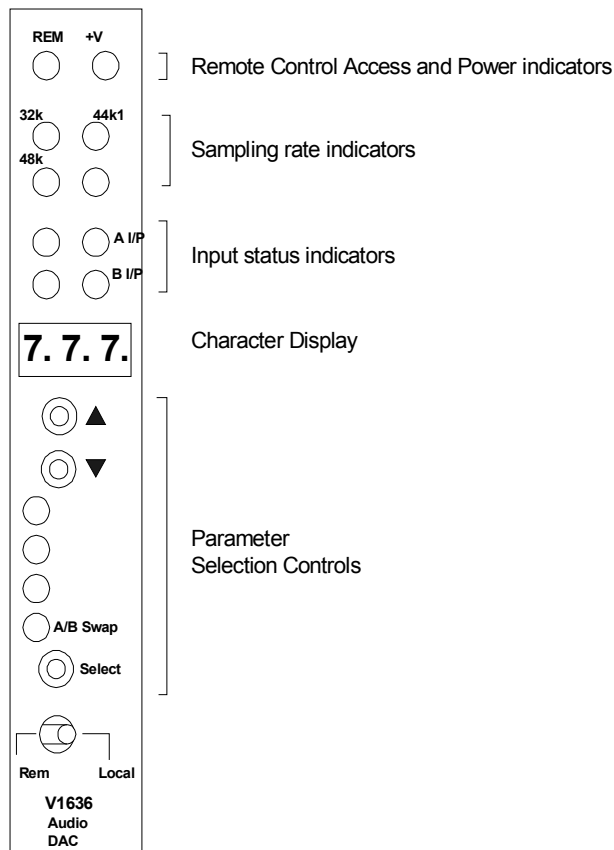 REM +V
Remote Control Access and Power indicators
32k 44k1
Sampling rate indicators
48k
A I/P
Input status indicators
B I/P
7. 7. 7.
Character Display
▲
▼
Parameter
Selection Controls
A/B Swap
Select
Rem Local
V1636
Audio
DAC